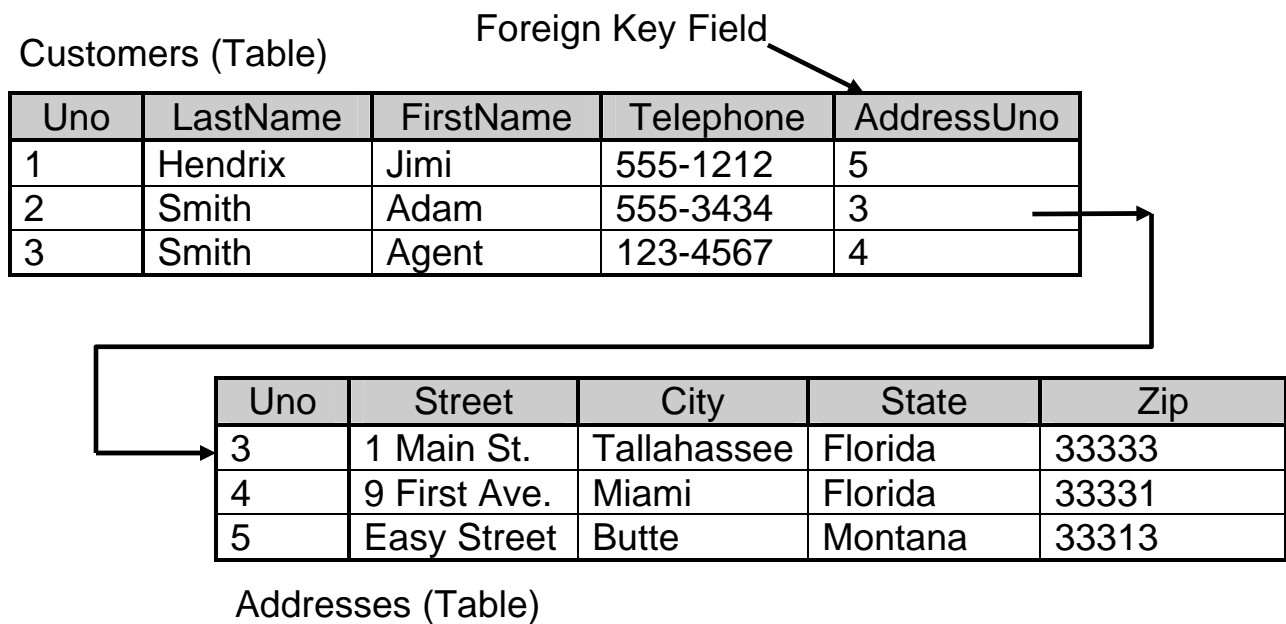 Foreign Key Field
Customers (Table)
Uno LastName FirstName Telephone AddressUno
1 Hendrix Jimi 555-1212 5
2 Smith Adam 555-3434 3
3 Smith Agent 123-4567 4
Uno Street City State Zip
3 1 Main St. Tallahassee Florida 33333
4 9 First Ave. Miami Florida 33331
5 Easy Street Butte Montana 33313
Addresses (Table)